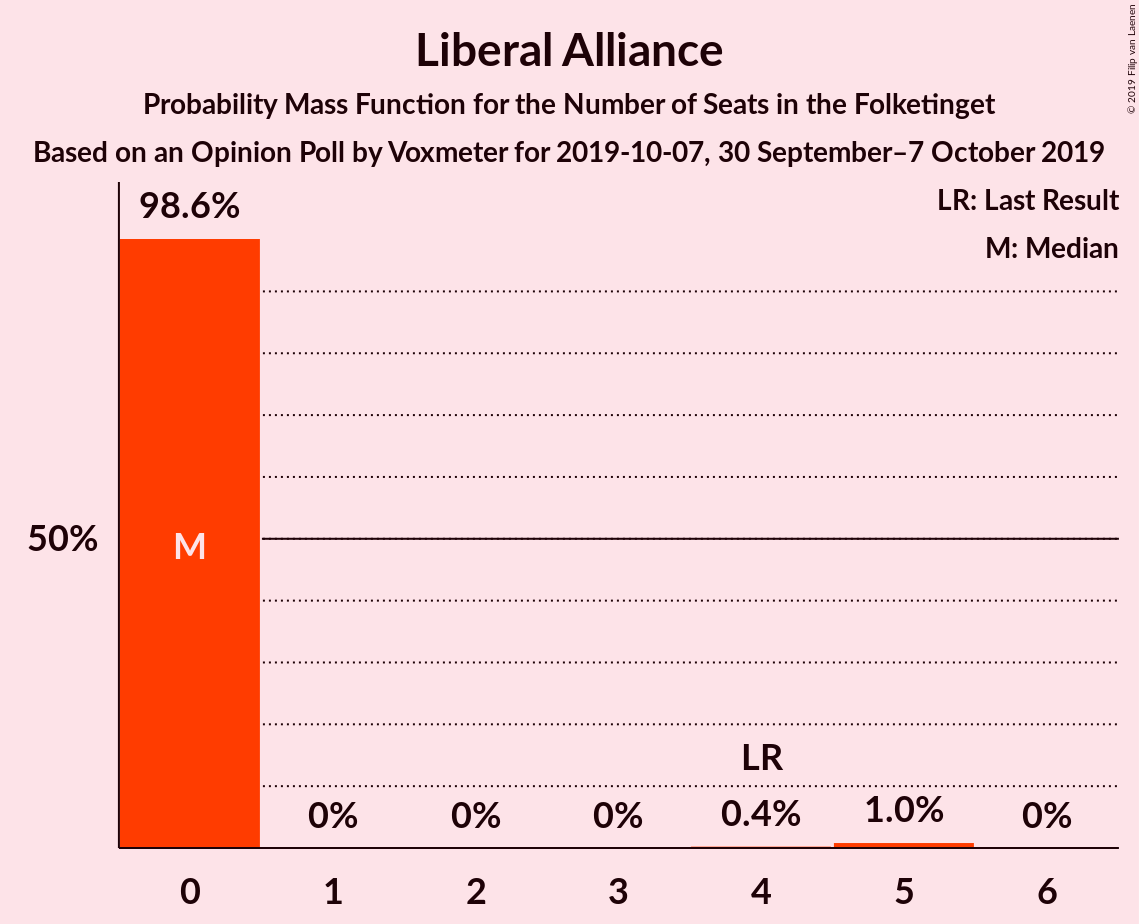 Liberal Alliance
Probability Mass Function for the Number of Seats in the Folketinget
Based on an Opinion Poll by Voxmeter for 2019-10-07, 30 September–7 October 2019
© 2019 Filip van Laenen
LR: Last Result
M: Median
98.6%
50%
M
LR
0% 0% 0% 0.4% 1.0% 0%
0 1 2 3 4 5 6